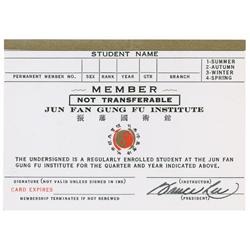 STUDENT NAME
1-SUMMER
2-AUTUMN
3-WINTER
4-SPRING
PERMANENT MEMBER NO. SEX RANK YEAR QTR BRANCH
MEMBER
NOT TRANSFERABLE
JUN FAN GUNG FU INSTITUTE
振藩國術館
THE UNDERSIGNED IS A REGULARLY ENROLLED STUDENT AT THE JUN FAN
GUNG FU INSTITUTE FOR THE QUARTER AND YEAR INDICATED ABOVE.
SIGNATURE (NOT VALID UNLESS SIGNED IN INK) (INSTRUCTOR)
CARD EXPIRES
Bruce Lee
MEMBERSHIP TERMINATES IF NOT RENEWED (PRESIDENT)